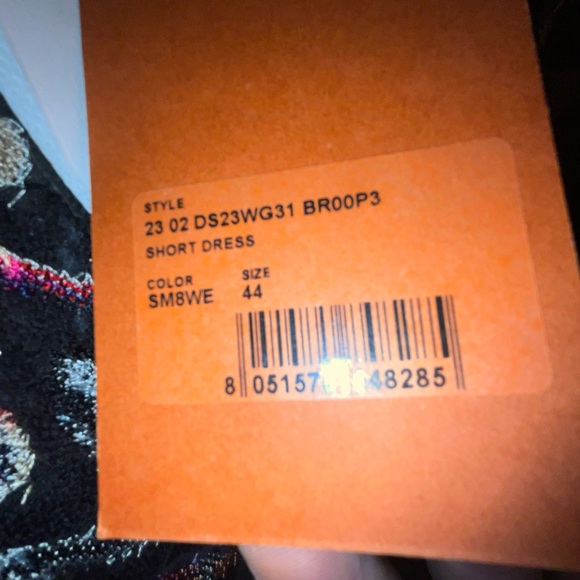 STYLE
23 02 DS23WG31 BR00P3
SHORT DRESS
COLOR SIZE
SM8WE 44
8 05157 48285